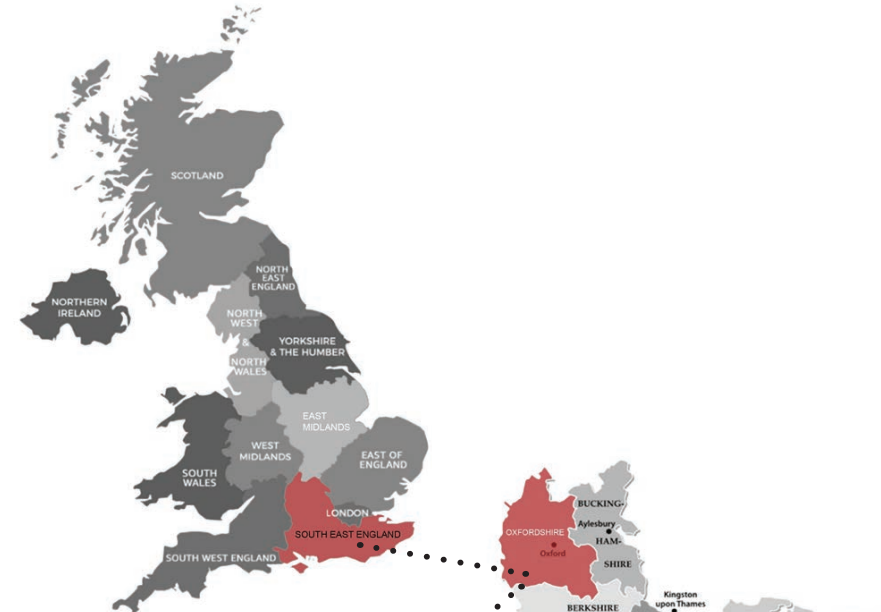 SCOTLAND
NORTH
EAST
ENGLAND
NORTHERN
IRELAND
NORTH
WEST
&
NORTH
WALES
YORKSHIRE
& THE HUMBER
EAST
MIDLANDS
WEST
MIDLANDS
EAST OF
ENGLAND
SOUTH
WALES
LONDON
SOUTH EAST ENGLAND
SOUTH WEST ENGLAND
BUCKING-
Aylesbury
HAM-
SHIRE
OXFORDSHIRE
Oxford
Kingston
upon Thames
BERKSHIRE